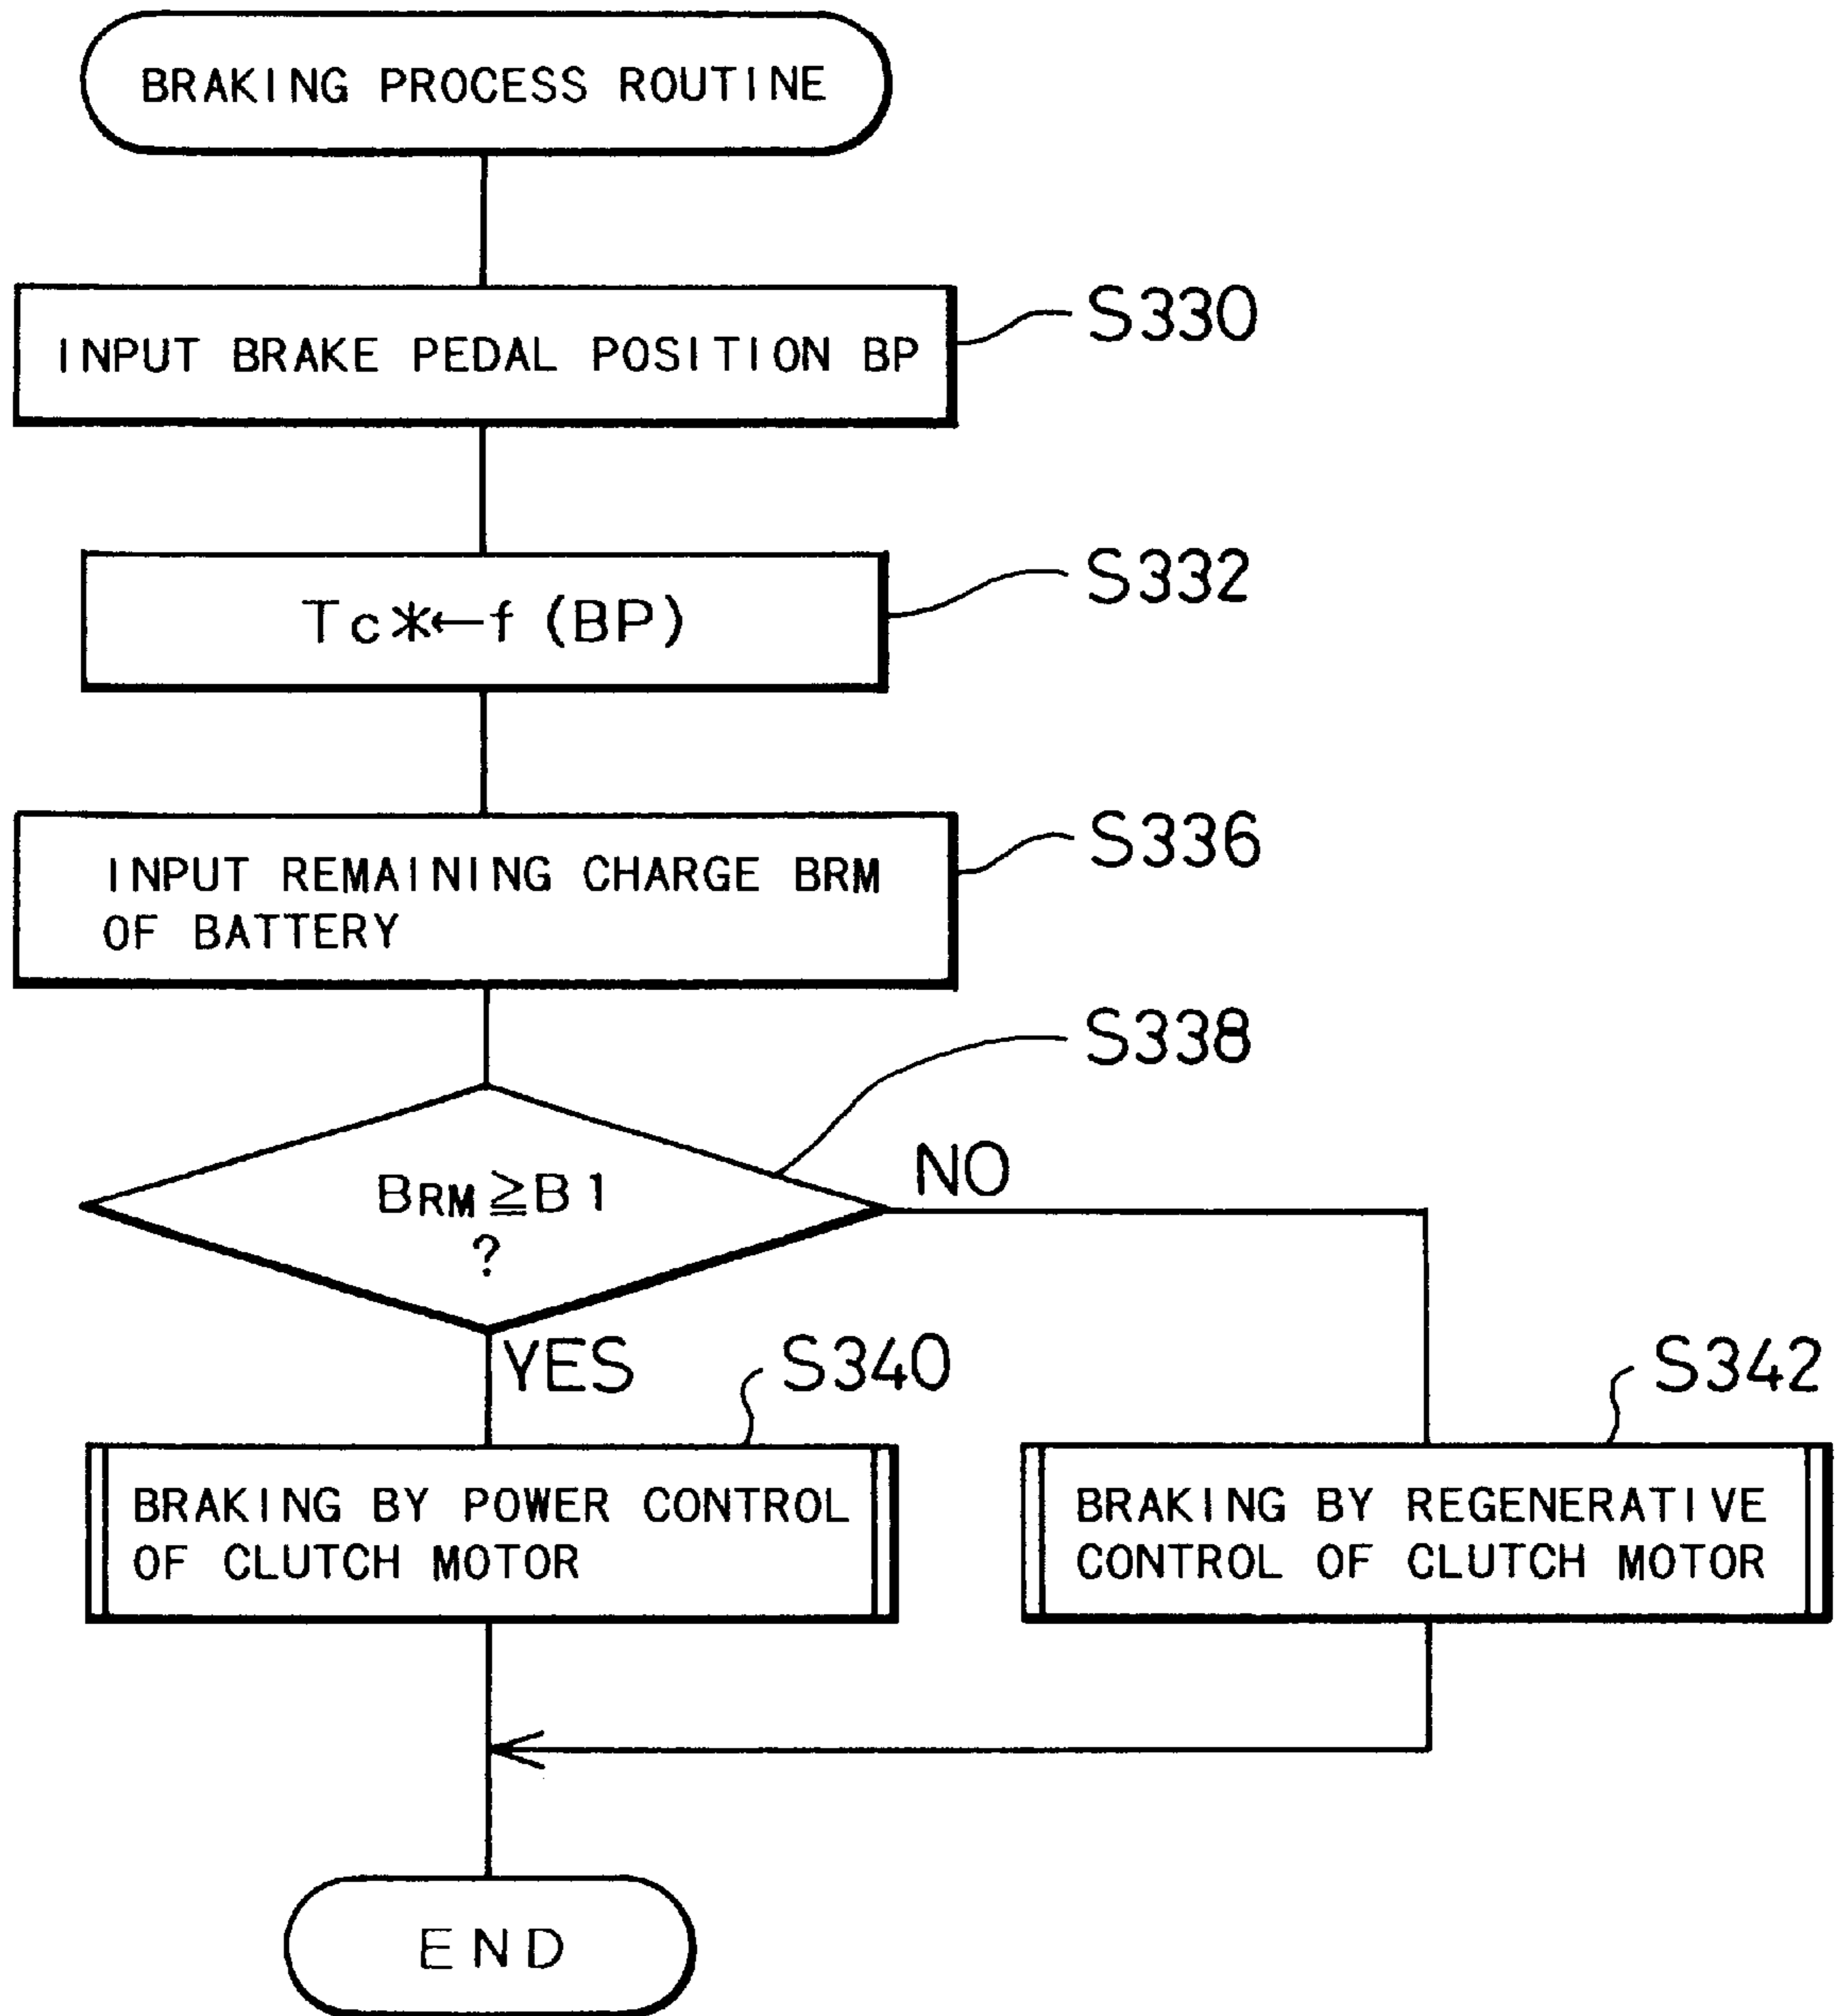 BRAKING PROCESS ROUTINE
S330
INPUT BRAKE PEDAL POSITION BP
S332
Tc*←f (BP)
S336
INPUT REMAINING CHARGE BRM
OF BATTERY
S338
BRM≧B1
?
NO
YES
S340
S342
BRAKING BY POWER CONTROL
OF CLUTCH MOTOR
BRAKING BY REGENERATIVE
CONTROL OF CLUTCH MOTOR
END